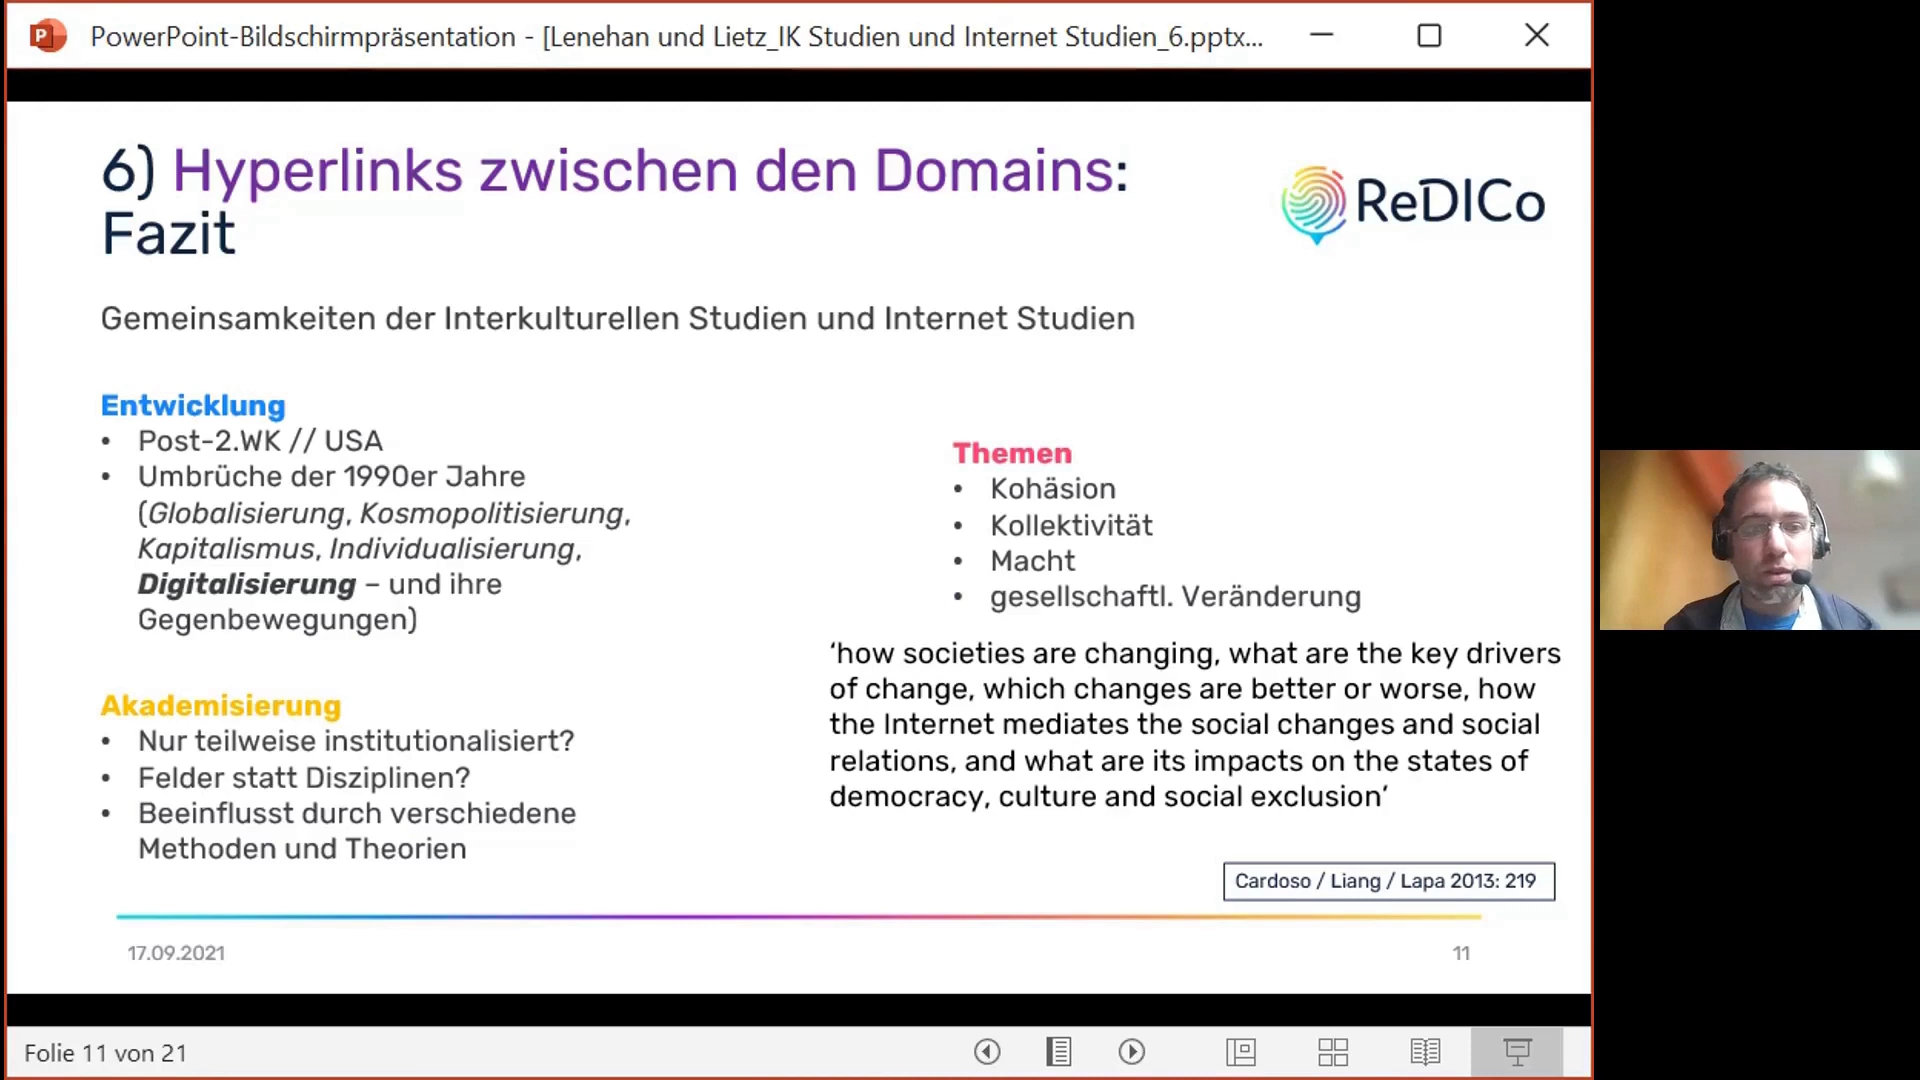 PowerPoint-Bildschirmpräsentation - [Lenehan und Lietz_IK Studien und Internet Studien_6.pptx...
6) Hyperlinks zwischen den Domains:
Fazit
ReDICo
Gemeinsamkeiten der Interkulturellen Studien und Internet Studien
Entwicklung
• Post-2.WK // USA
• Umbrüche der 1990er Jahre
(Globalisierung, Kosmopolitisierung,
Kapitalismus, Individualisierung,
Digitalisierung – und ihre
Gegenbewegungen)
Akademisierung
• Nur teilweise institutionalisiert?
• Felder statt Disziplinen?
• Beeinflusst durch verschiedene
Methoden und Theorien
Themen
• Kohäsion
• Kollektivität
• Macht
• gesellschaftl. Veränderung
‘how societies are changing, what are the key drivers
of change, which changes are better or worse, how
the Internet mediates the social changes and social
relations, and what are its impacts on the states of
democracy, culture and social exclusion’
Cardoso / Liang / Lapa 2013: 219
17.09.2021
11
Folie 11 von 21